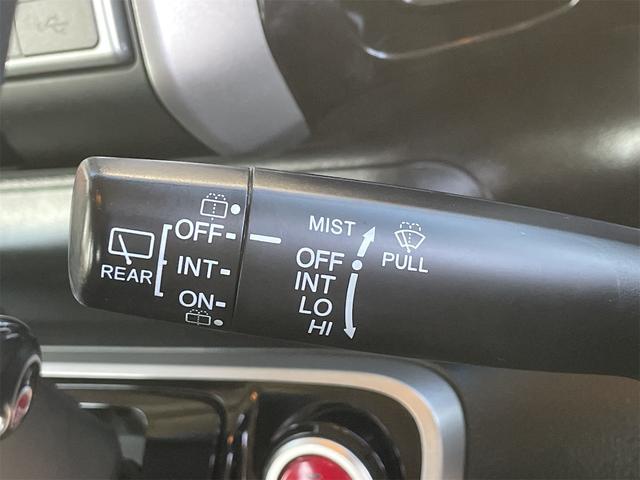 REAR
OFF
INT
ON
MIST
OFF
INT
LO
HI
PULL